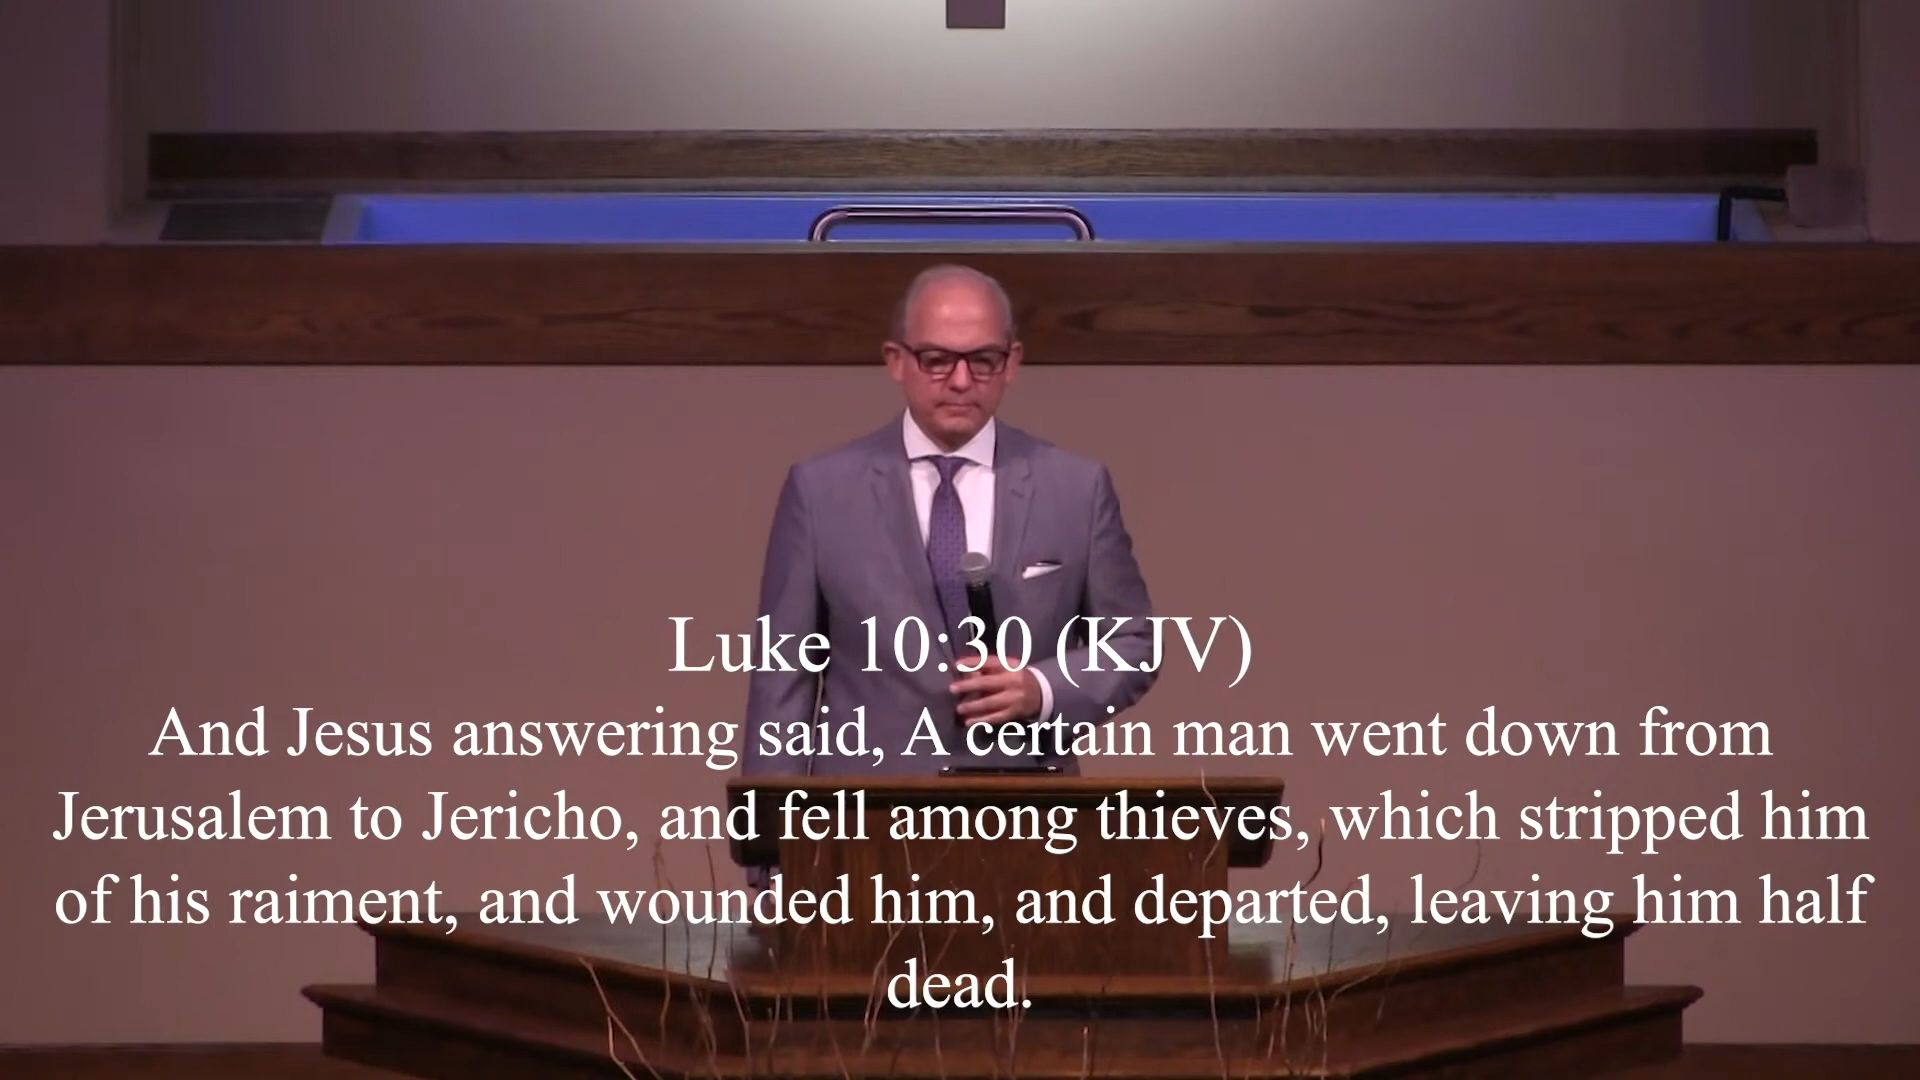 Luke 10:30 (KJV)
And Jesus answering said, A certain man went down from
Jerusalem to Jericho, and fell among thieves, which stripped him
of his raiment, and wounded him, and departed, leaving him half
dead.